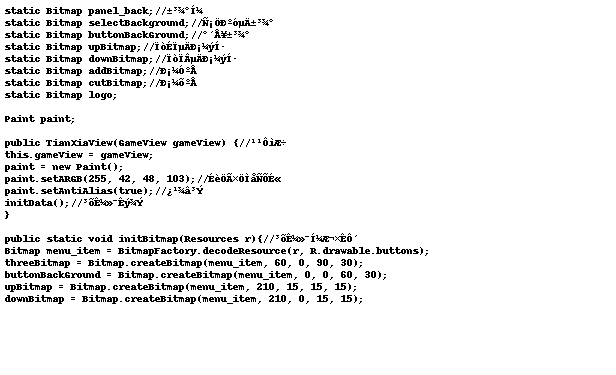 static Bitmap panel_back;//±³¾°Í¼
static Bitmap selectBackground;//Ñ¡ÖÐºóµÄ±³¾°
static Bitmap buttonBackGround;//°´Å¥±³¾°
static Bitmap upBitmap;//ÏòÉÏµÄÐ¡¼ýÍ·
static Bitmap downBitmap;//ÏòÏÂµÄÐ¡¼ýÍ·
static Bitmap addBitmap;//Ð¡¼ÓºÅ
static Bitmap cutBitmap;//Ð¡¼õºÅ
static Bitmap logo;
Paint paint;
public TianXiaView(GameView gameView) {//¹¹ÔìÆ÷
this.gameView = gameView;
paint = new Paint();
paint.setARGB(255, 42, 48, 103);//ÉèÖÃ×ÖÌåÑÕÉ«
paint.setAntiAlias(true);//¿¹¾â³Ý
initData();//³õÊ¼»¯Êý¾Ý
}
public static void initBitmap(Resources r){//³õÊ¼»¯Í¼Æ¬×ÊÔ´
Bitmap menu_item = BitmapFactory.decodeResource(r, R.drawable.buttons);
threeBitmap = Bitmap.createBitmap(menu_item, 60, 0, 90, 30);
buttonBackGround = Bitmap.createBitmap(menu_item, 0, 0, 60, 30);
upBitmap = Bitmap.createBitmap(menu_item, 210, 15, 15, 15);
downBitmap = Bitmap.createBitmap(menu_item, 210, 0, 15, 15);